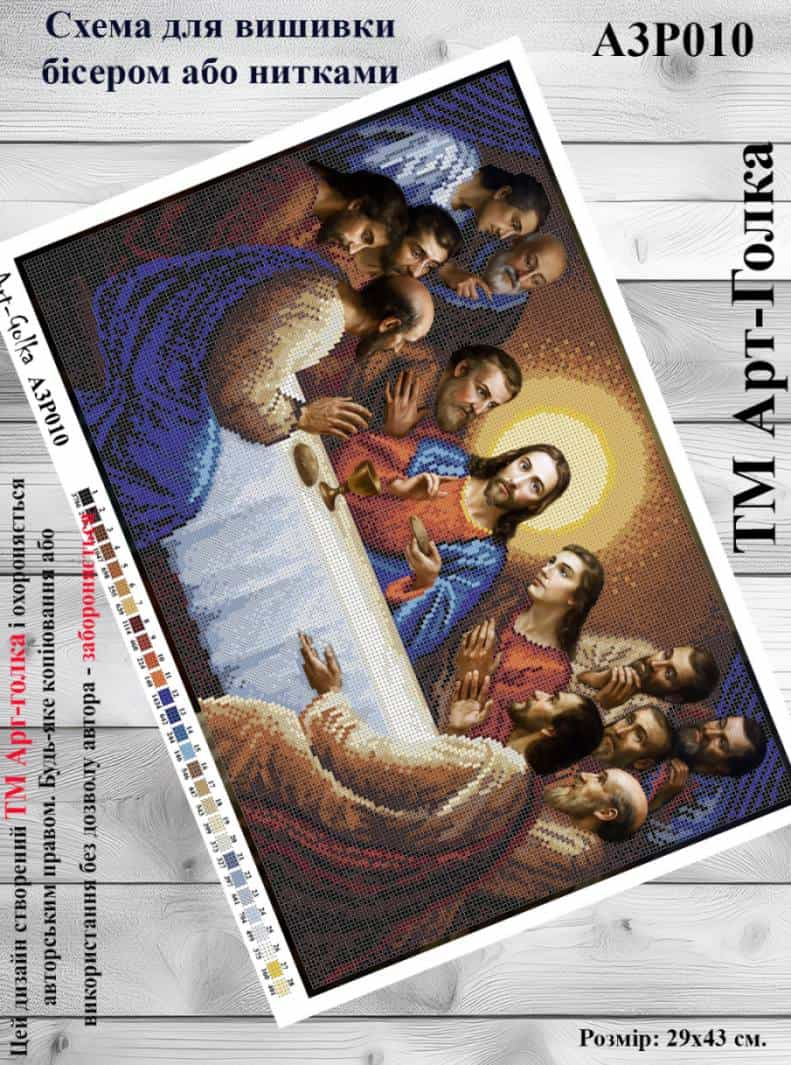 Схема для вишивки
бісером або нитками
А3Р010
ТМ Арт-Голка
Art-Golka А3Р010
Цей дизайн створений ТМ Арт-голка і охороняється
авторським правом. Будь-яке копіювання або
використання без дозволу автора - забороняється
Розмір: 29х43 см.